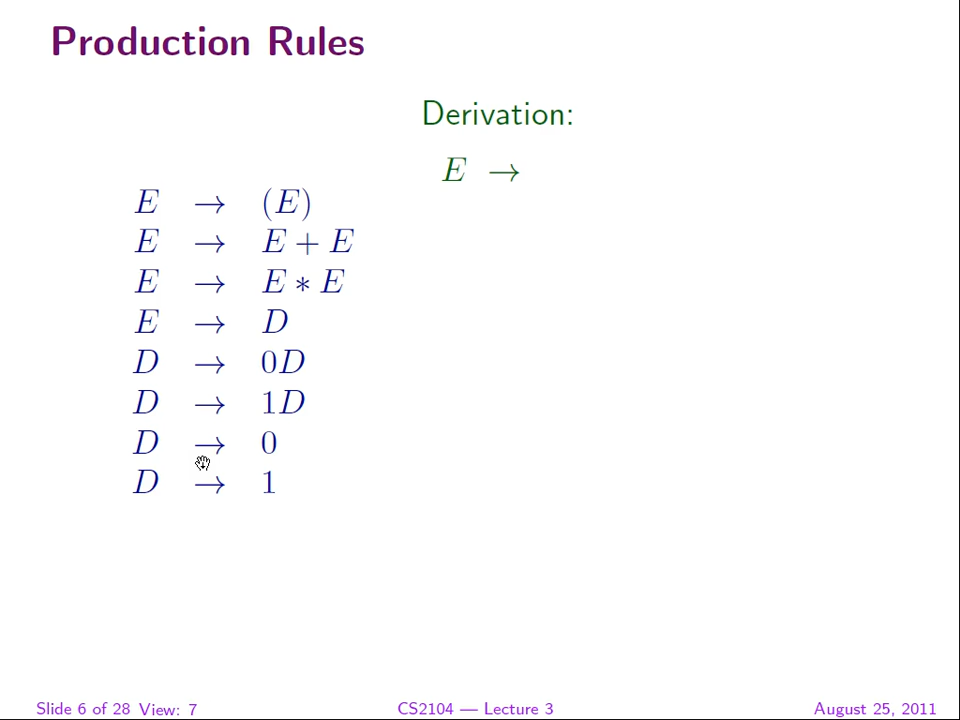 Production Rules
Derivation:
E →
E → (E)
E → E + E
E → E ∗ E
E → D
D → 0D
D → 1D
D → 0
D → 1
Slide 6 of 28 View: 7 CS2104 — Lecture 3 August 25, 2011